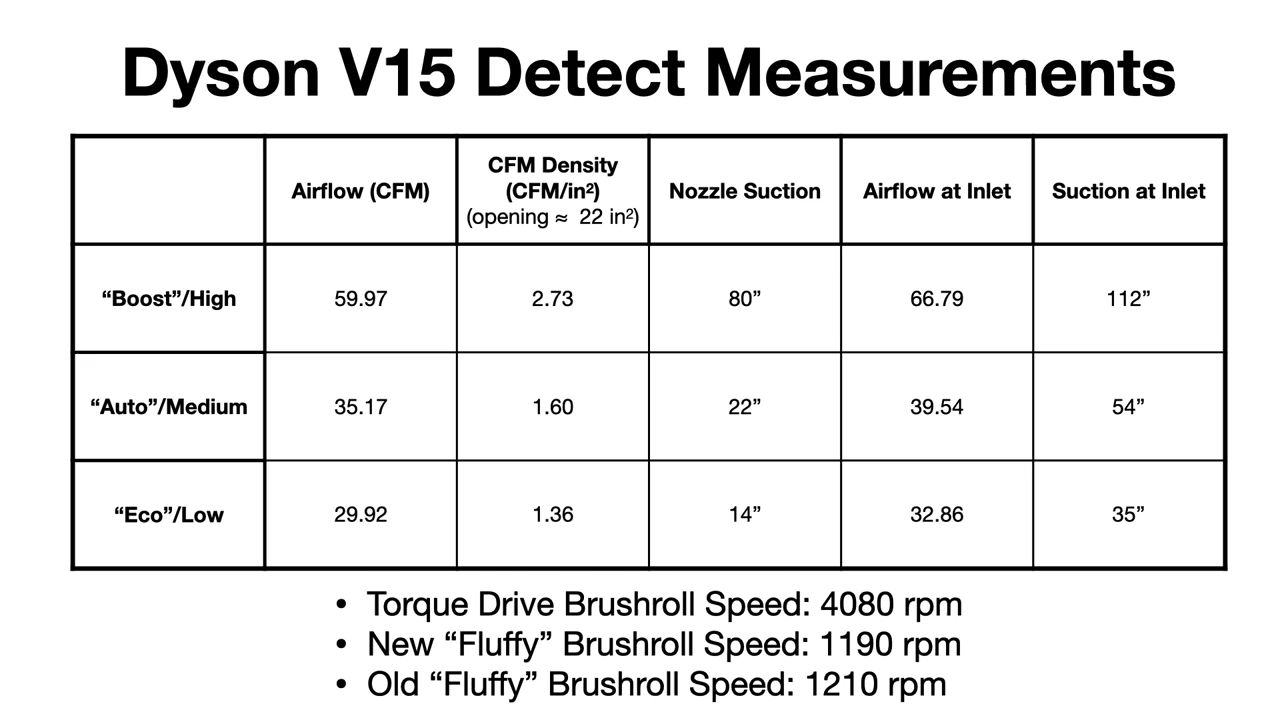 Dyson V15 Detect Measurements
Airflow (CFM)
CFM Density
(CFM/in²)
(opening ≈ 22 in²)
Nozzle Suction
Airflow at Inlet
Suction at Inlet
“Boost”/High
59.97
2.73
80”
66.79
112”
“Auto”/Medium
35.17
1.60
22”
39.54
54”
“Eco”/Low
29.92
1.36
14”
32.86
35”
• Torque Drive Brushroll Speed: 4080 rpm
• New “Fluffy” Brushroll Speed: 1190 rpm
• Old “Fluffy” Brushroll Speed: 1210 rpm